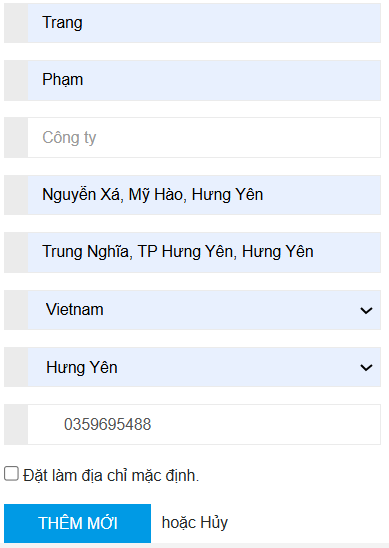 Trang
Phạm
Công ty
Nguyễn Xá, Mỹ Hào, Hưng Yên
Trung Nghĩa, TP Hưng Yên, Hưng Yên
Vietnam
Hưng Yên
0359695488
Đặt làm địa chỉ mặc định.
THÊM MỚI hoặc Hủy